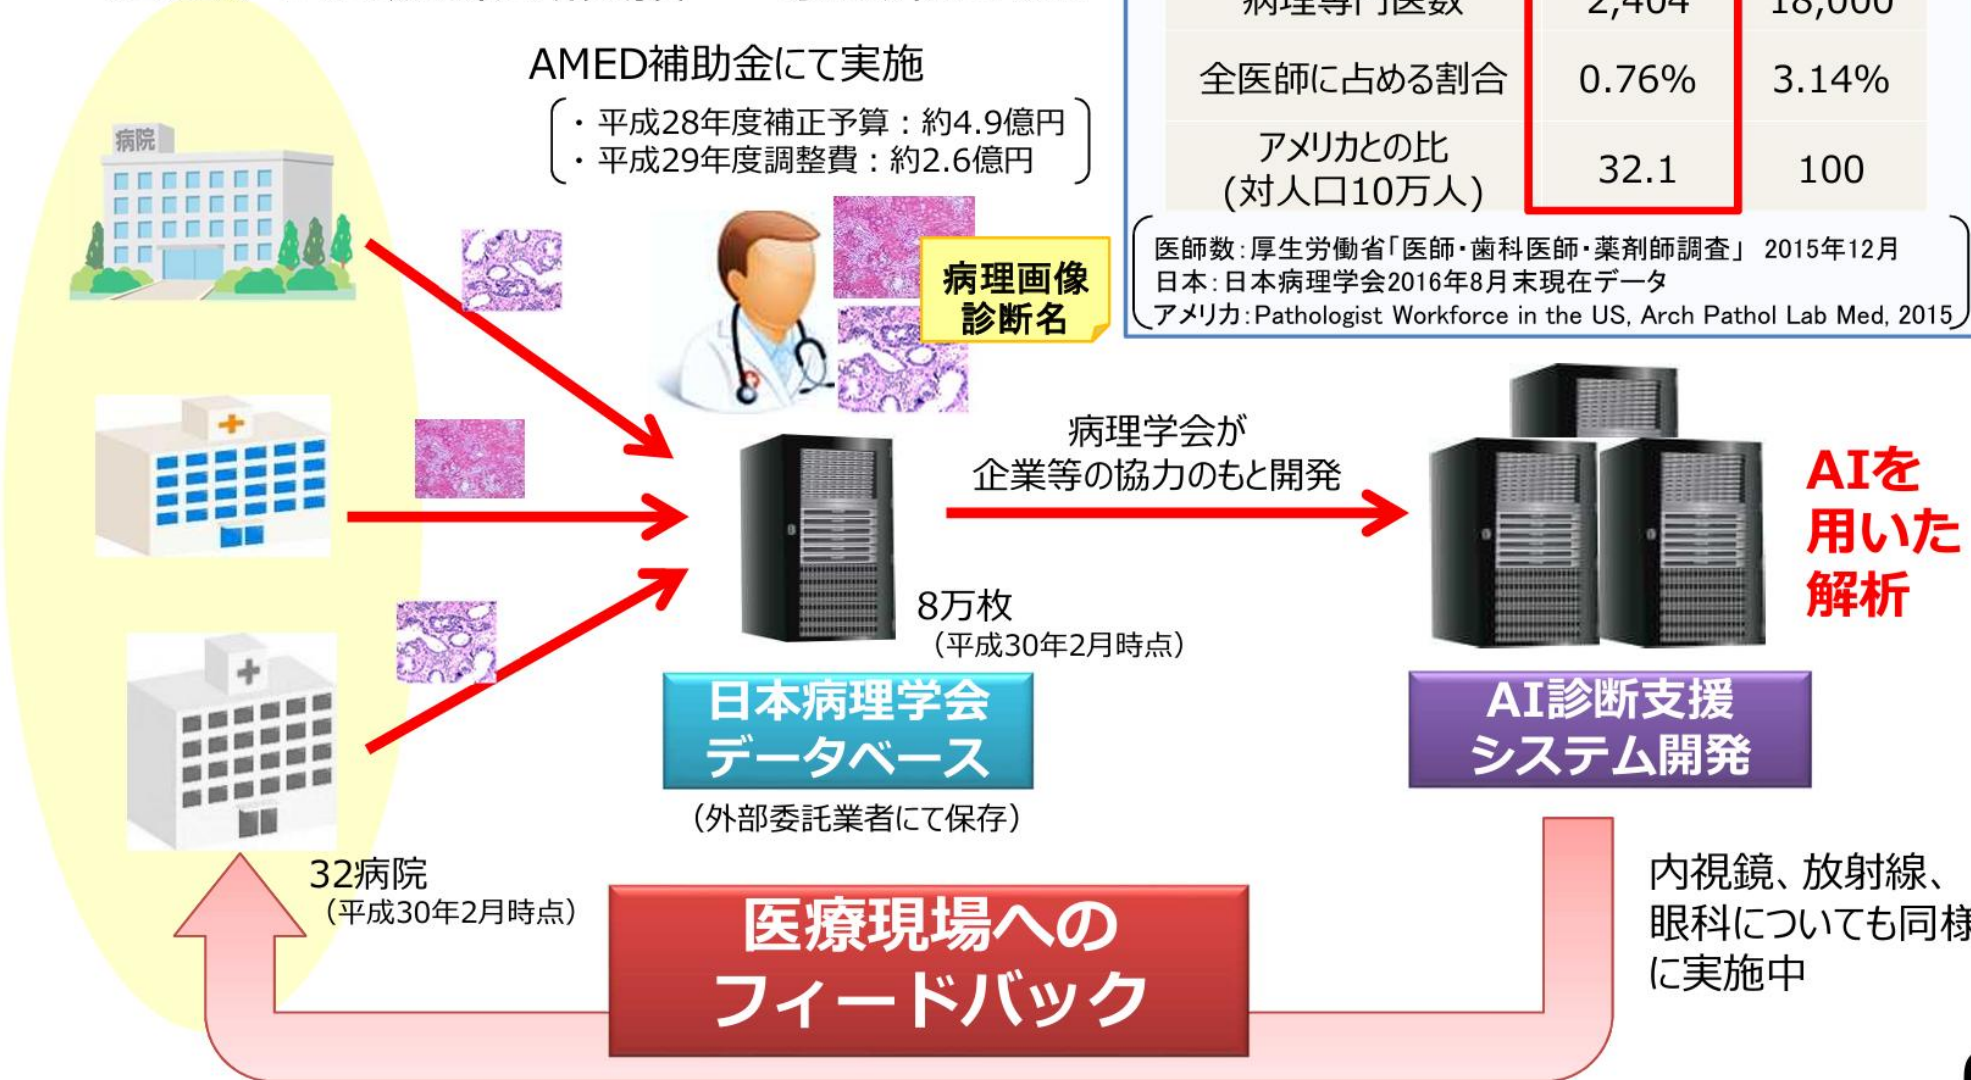 病理専門医数 2,404 18,000
全医師に占める割合 0.76% 3.14%
アメリカとの比
(対人口10万人) 32.1 100
医師数:厚生労働省「医師・歯科医師・薬剤師調査」 2015年12月
日本:日本病理学会2016年8月末現在データ
アメリカ:Pathologist Workforce in the US, Arch Pathol Lab Med, 2015
AMED補助金にて実施
・平成28年度補正予算:約4.9億円
・平成29年度調整費:約2.6億円
病院
病理画像
診断名
病理学会が
企業等の協力のもと開発
AIを
用いた
解析
8万枚
(平成30年2月時点)
日本病理学会
データベース
(外部委託業者にて保存)
AI診断支援
システム開発
32病院
(平成30年2月時点)
医療現場への
フィードバック
内視鏡、放射線、
眼科についても同様
に実施中